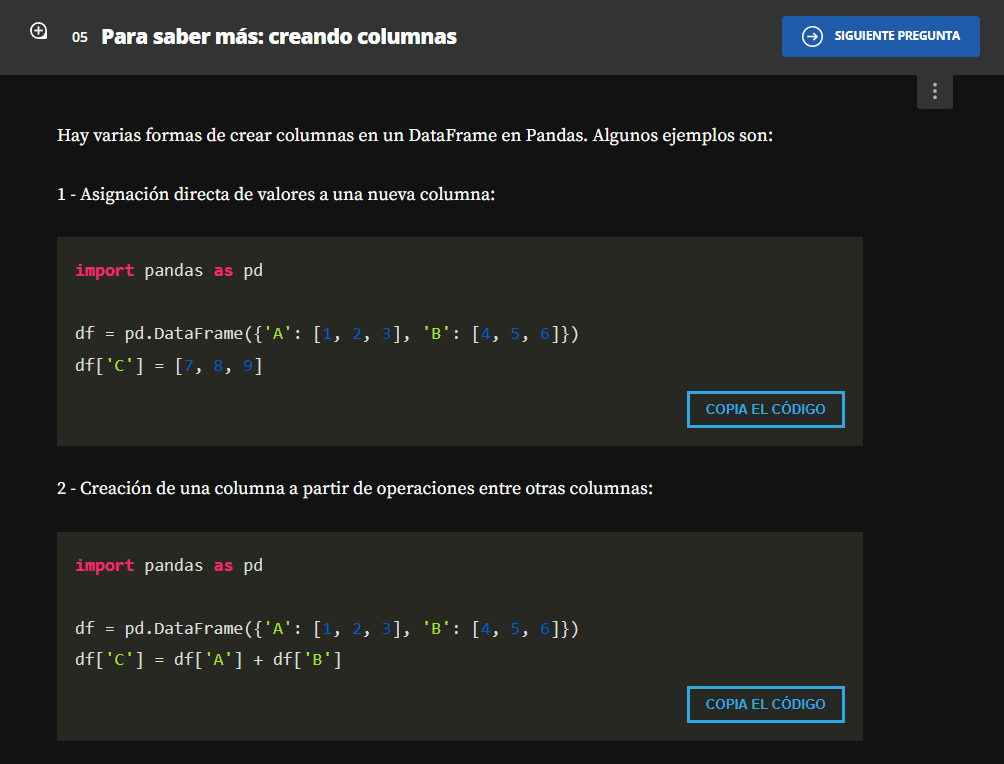 05 Para saber más: creando columnas
SIGUIENTE PREGUNTA
Hay varias formas de crear columnas en un DataFrame en Pandas. Algunos ejemplos son:
1 - Asignación directa de valores a una nueva columna:
import pandas as pd
df = pd.DataFrame({'A': [1, 2, 3], 'B': [4, 5, 6]})
df['C'] = [7, 8, 9]
COPIA EL CÓDIGO
2 - Creación de una columna a partir de operaciones entre otras columnas:
import pandas as pd
df = pd.DataFrame({'A': [1, 2, 3], 'B': [4, 5, 6]})
df['C'] = df['A'] + df['B']
COPIA EL CÓDIGO